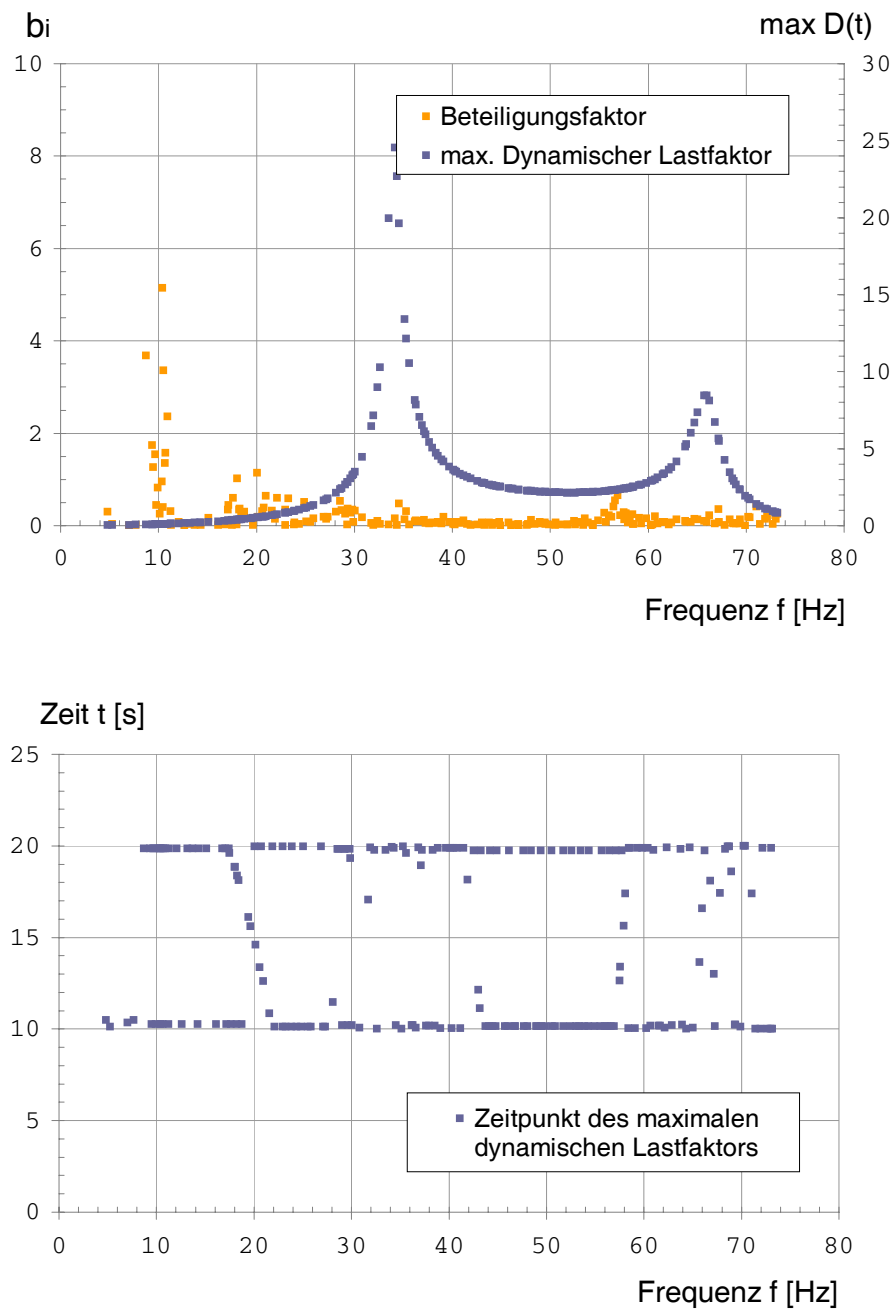 bi
max D(t)
10
30
Beteiligungsfaktor
max. Dynamischer Lastfaktor
8
25
20
6
15
4
10
2
5
0
0
0 10 20 30 40 50 60 70 80
Frequenz f [Hz]
Zeit t [s]
25
20
15
10
Zeitpunkt des maximalen
dynamischen Lastfaktors
5
0
0 10 20 30 40 50 60 70 80
Frequenz f [Hz]